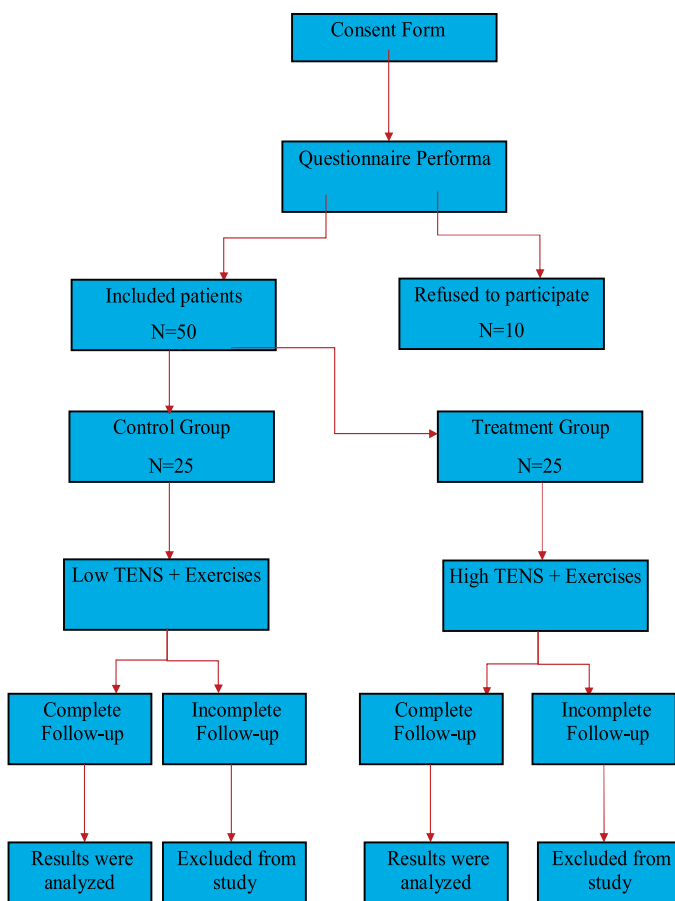 Consent Form
Questionnaire Performa
Included patients
N=50
Refused to participate
N=10
Control Group
N=25
Treatment Group
N=25
Low TENS + Exercises
High TENS + Exercises
Complete
Follow-up
Incomplete
Follow-up
Complete
Follow-up
Incomplete
Follow-up
Results were
analyzed
Excluded from
study
Results were
analyzed
Excluded from
study